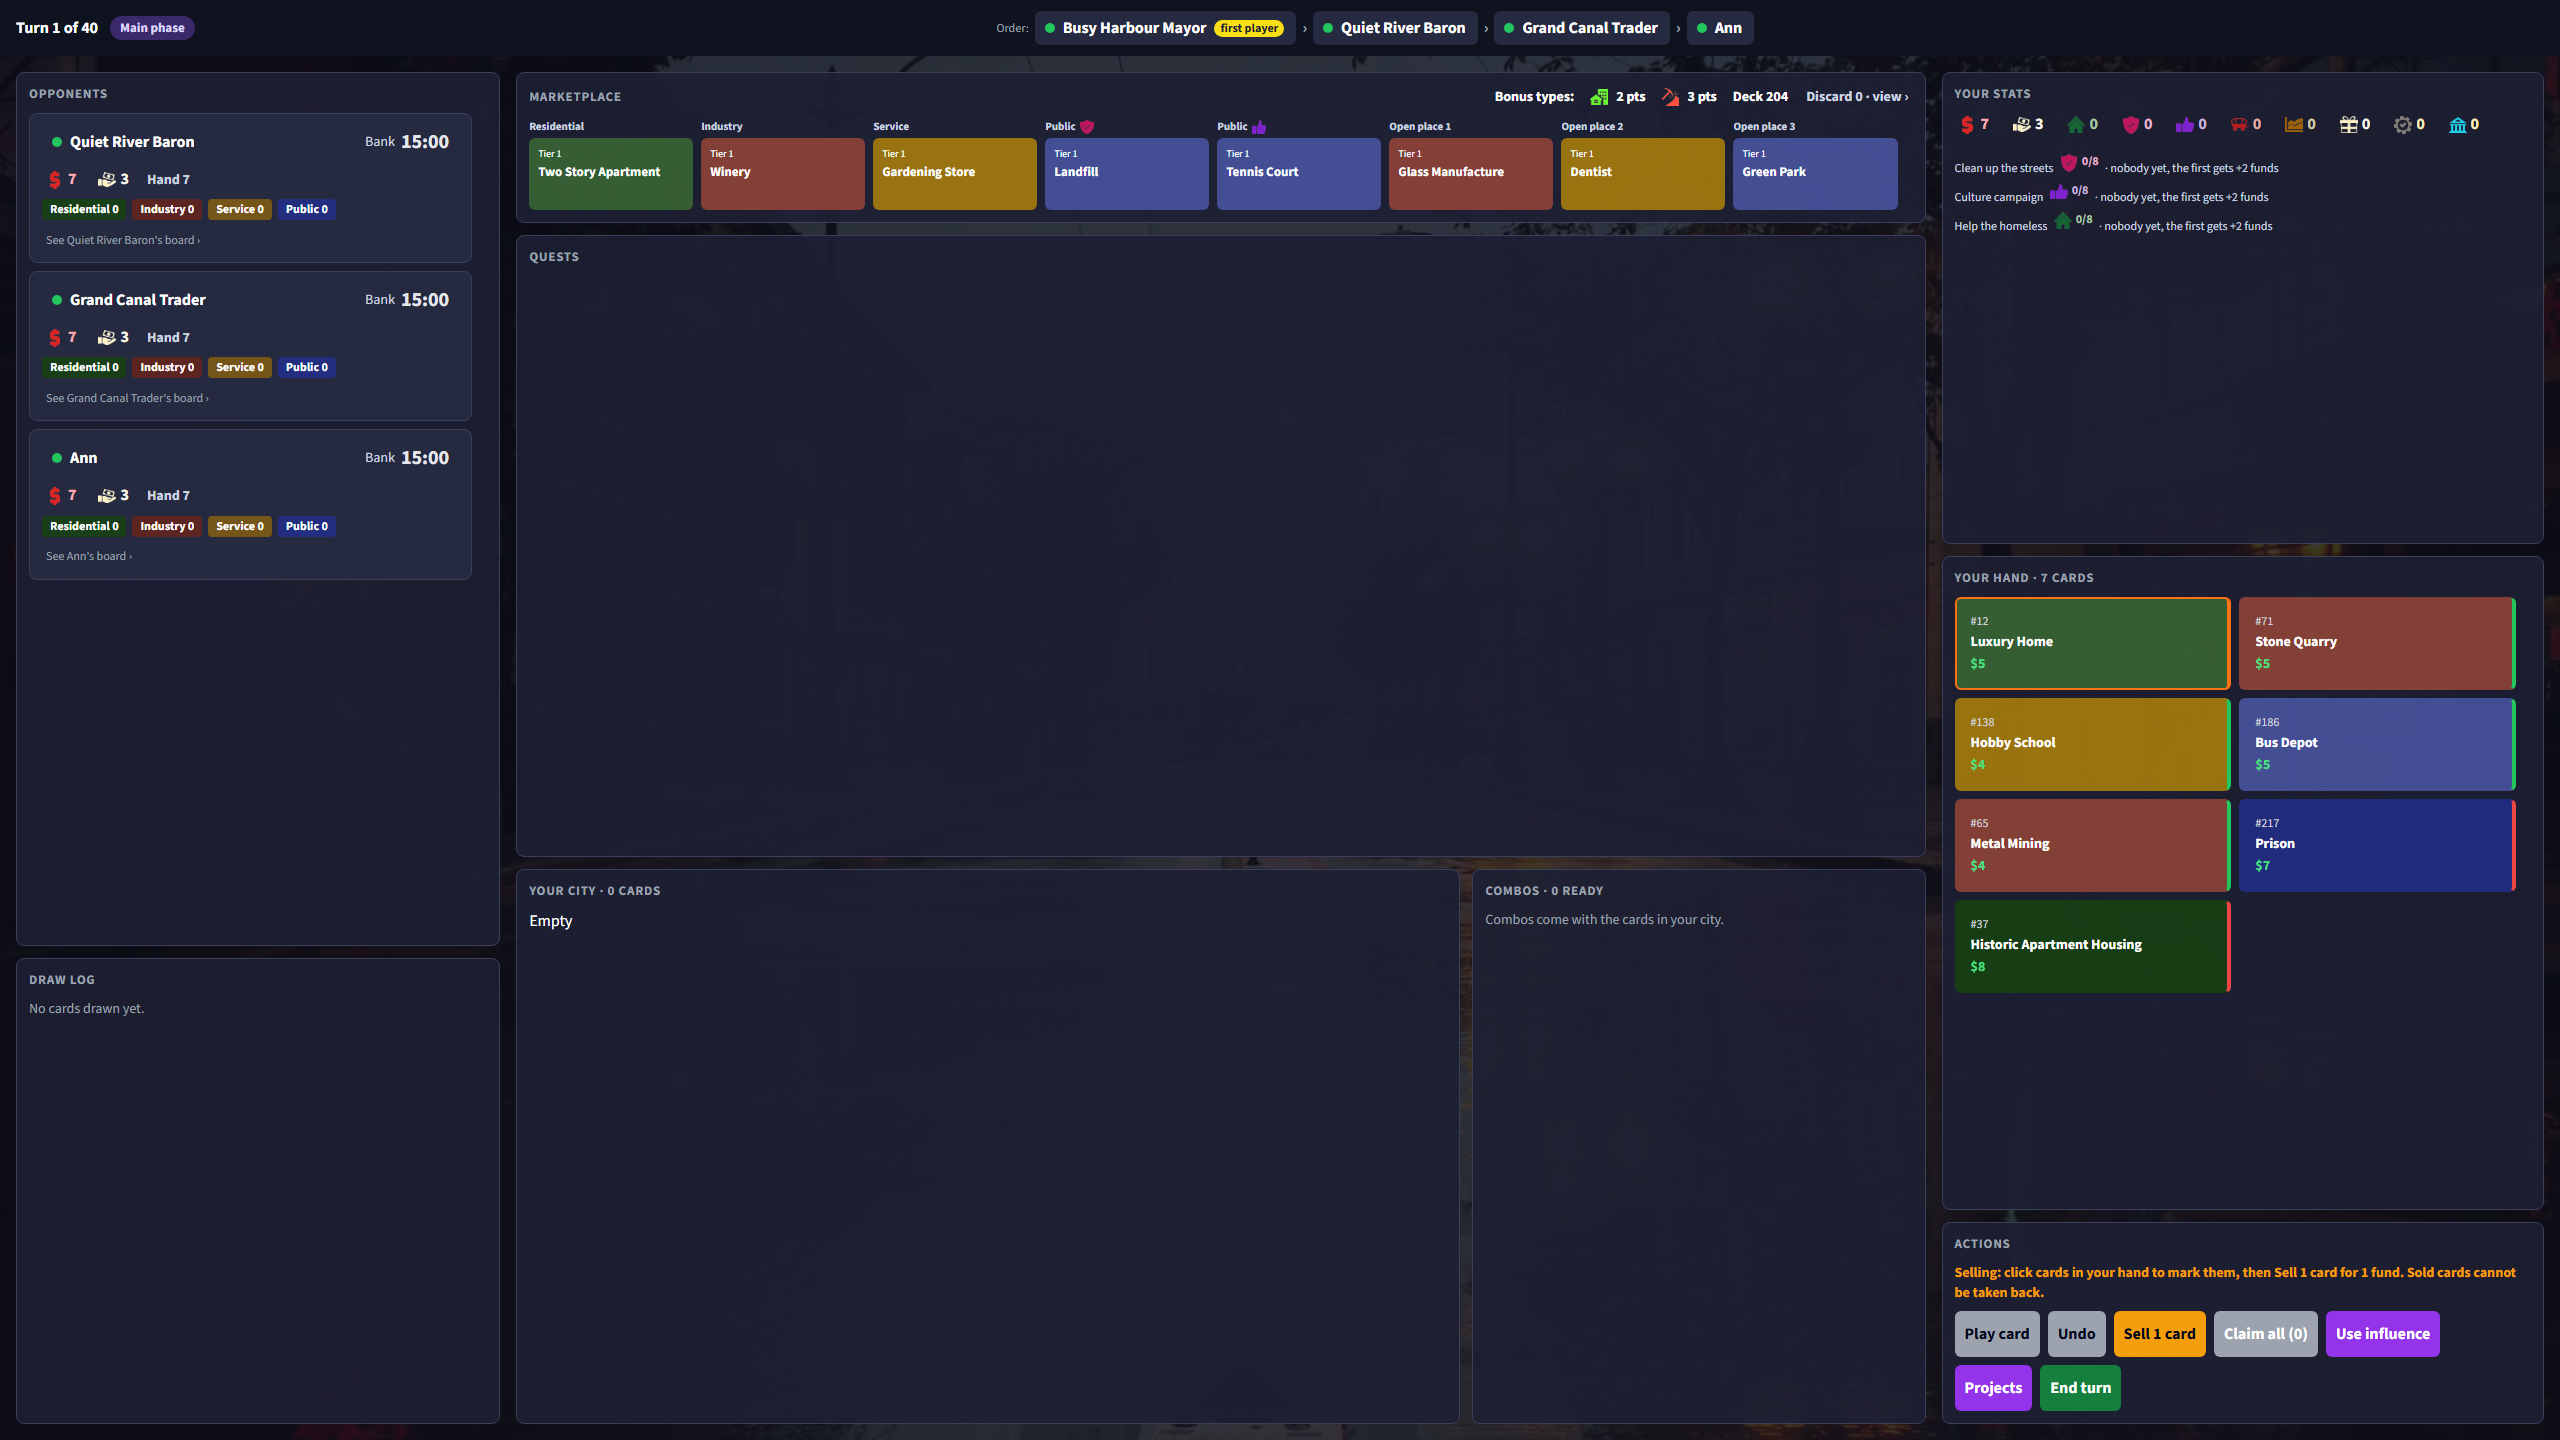 Turn 1 of 40 Main phase
Order: Busy Harbour Mayor first player › Quiet River Baron › Grand Canal Trader › Ann
OPPONENTS
Quiet River Baron Bank 15:00
7 3 Hand 7
Residential 0 Industry 0 Service 0 Public 0
See Quiet River Baron's board ›
Grand Canal Trader Bank 15:00
7 3 Hand 7
Residential 0 Industry 0 Service 0 Public 0
See Grand Canal Trader's board ›
Ann Bank 15:00
7 3 Hand 7
Residential 0 Industry 0 Service 0 Public 0
See Ann's board ›
DRAW LOG
No cards drawn yet.
MARKETPLACE
Bonus types: 2 pts 3 pts Deck 204 Discard 0 · view ›
Residential Industry Service Public Public Open place 1 Open place 2 Open place 3
Tier 1 Tier 1 Tier 1 Tier 1 Tier 1 Tier 1 Tier 1 Tier 1
Two Story Apartment Winery Gardening Store Landfill Tennis Court Glass Manufacture Dentist Green Park
QUESTS
YOUR CITY · 0 CARDS
Empty
COMBOS · 0 READY
Combos come with the cards in your city.
YOUR STATS
7 3 0 0 0 0 0 0 0 0
Clean up the streets 0/8 · nobody yet, the first gets +2 funds
Culture campaign 0/8 · nobody yet, the first gets +2 funds
Help the homeless 0/8 · nobody yet, the first gets +2 funds
YOUR HAND · 7 CARDS
#12
Luxury Home
$5
#71
Stone Quarry
$5
#138
Hobby School
$4
#186
Bus Depot
$5
#65
Metal Mining
$4
#217
Prison
$7
#37
Historic Apartment Housing
$8
ACTIONS
Selling: click cards in your hand to mark them, then Sell 1 card for 1 fund. Sold cards cannot
be taken back.
Play card Undo Sell 1 card Claim all (0) Use influence
Projects End turn